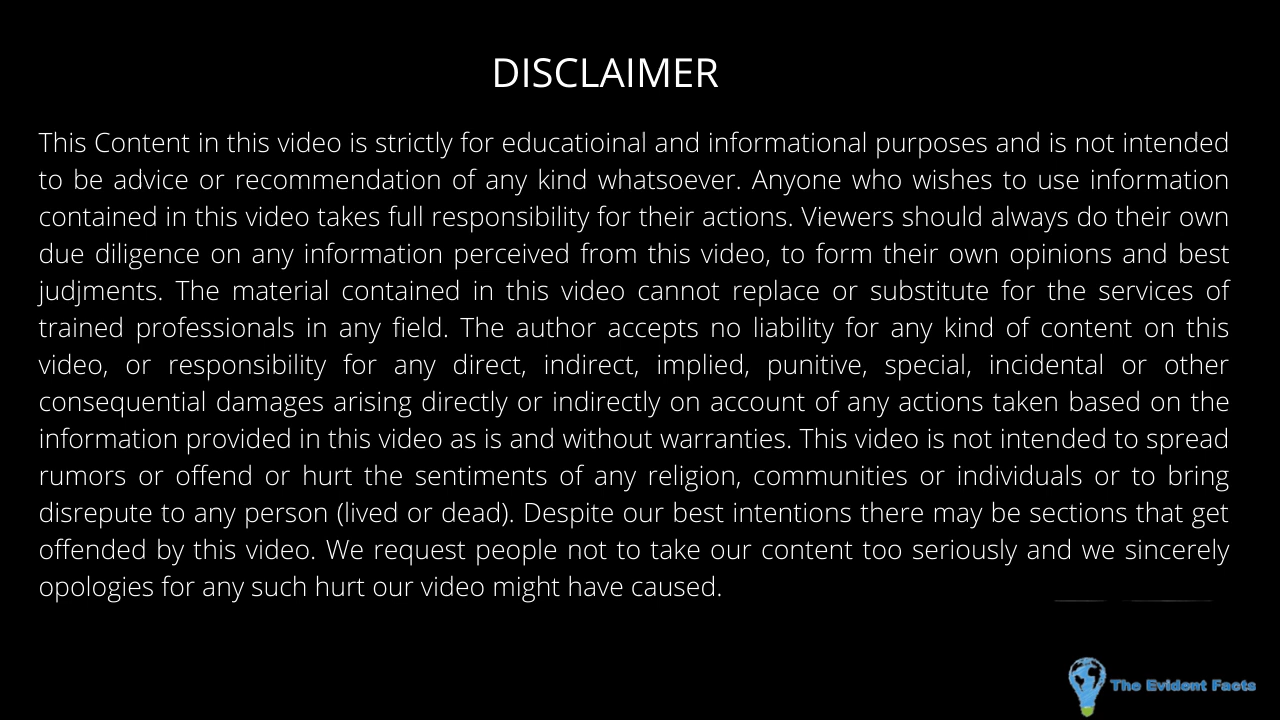 DISCLAIMER
This Content in this video is strictly for educatioinal and informational purposes and is not intended
to be advice or recommendation of any kind whatsoever. Anyone who wishes to use information
contained in this video takes full responsibility for their actions. Viewers should always do their own
due diligence on any information perceived from this video, to form their own opinions and best
judjments. The material contained in this video cannot replace or substitute for the services of
trained professionals in any field. The author accepts no liability for any kind of content on this
video, or responsibility for any direct, indirect, implied, punitive, special, incidental or other
consequential damages arising directly or indirectly on account of any actions taken based on the
information provided in this video as is and without warranties. This video is not intended to spread
rumors or offend or hurt the sentiments of any religion, communities or individuals or to bring
disrepute to any person (lived or dead). Despite our best intentions there may be sections that get
offended by this video. We request people not to take our content too seriously and we sincerely
opologies for any such hurt our video might have caused.
The Evident Facts